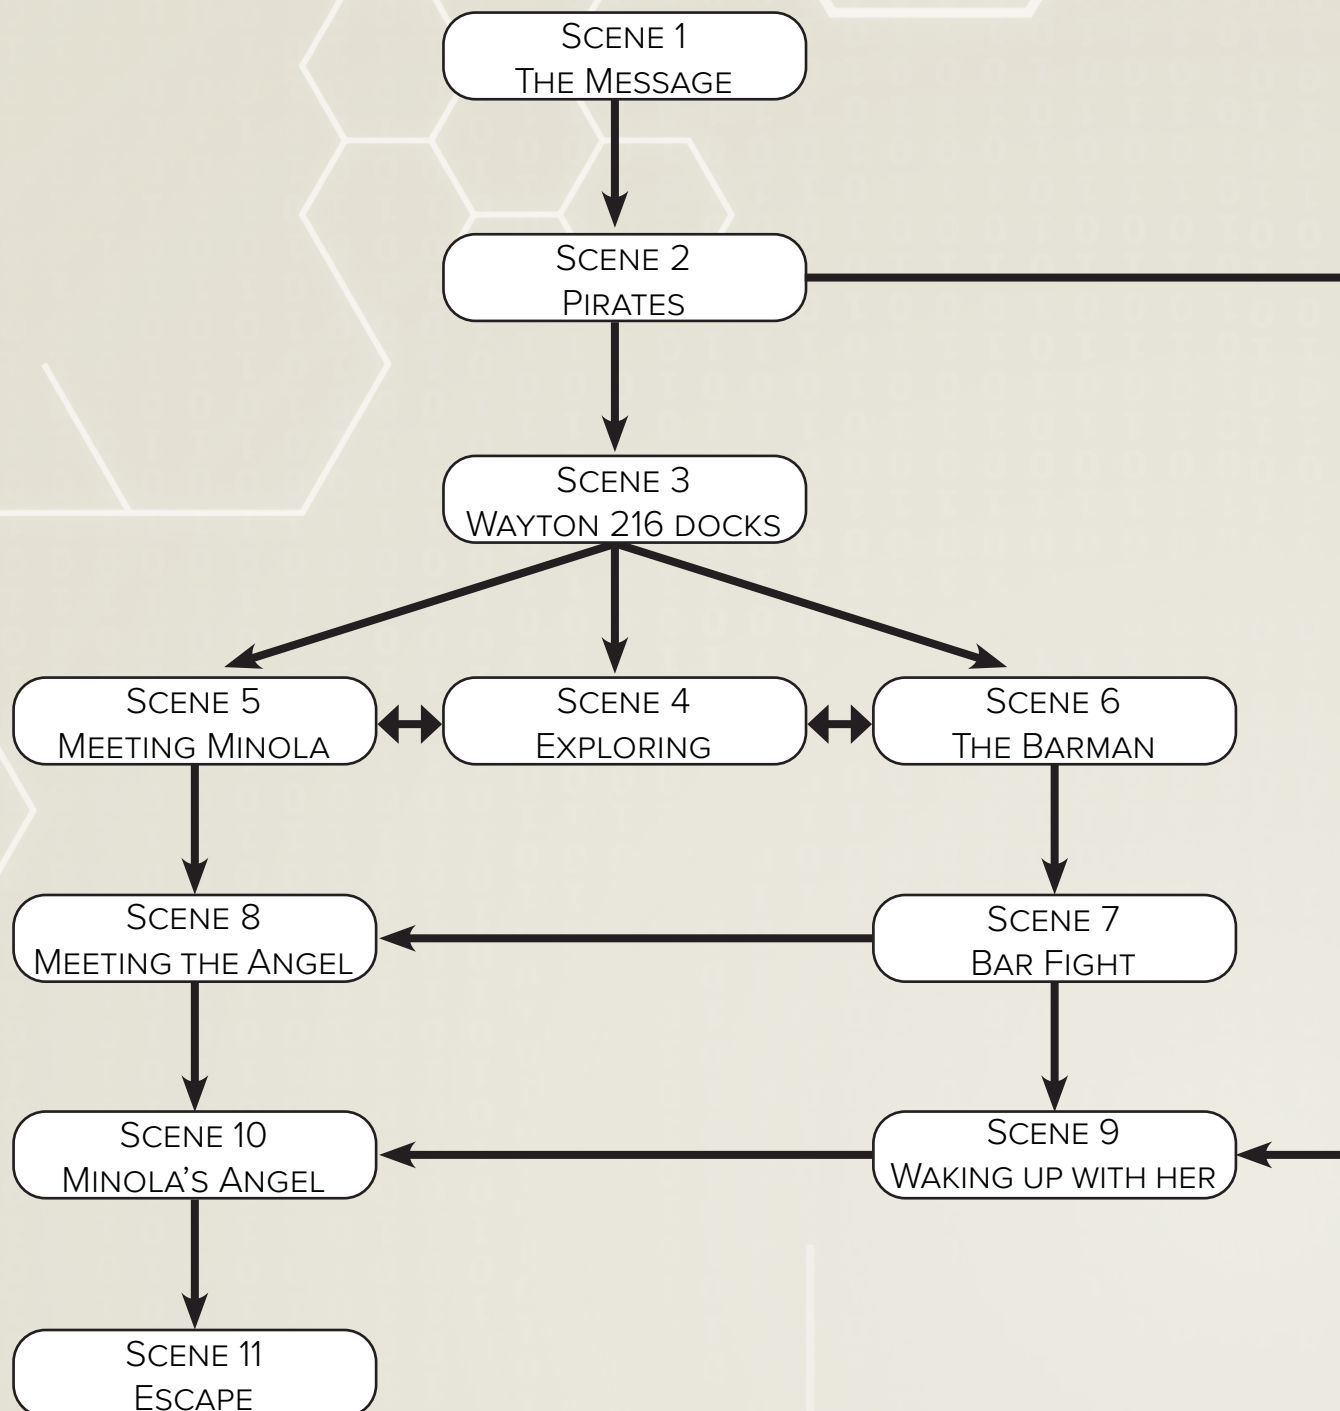 Scene 1
The Message
Scene 2
Pirates
Scene 3
Wayton 216 docks
Scene 5
Meeting Minola
Scene 4
Exploring
Scene 6
The Barman
Scene 8
Meeting the Angel
Scene 7
Bar Fight
Scene 10
Minola’s Angel
Scene 9
Waking up with her
Scene 11
Escape